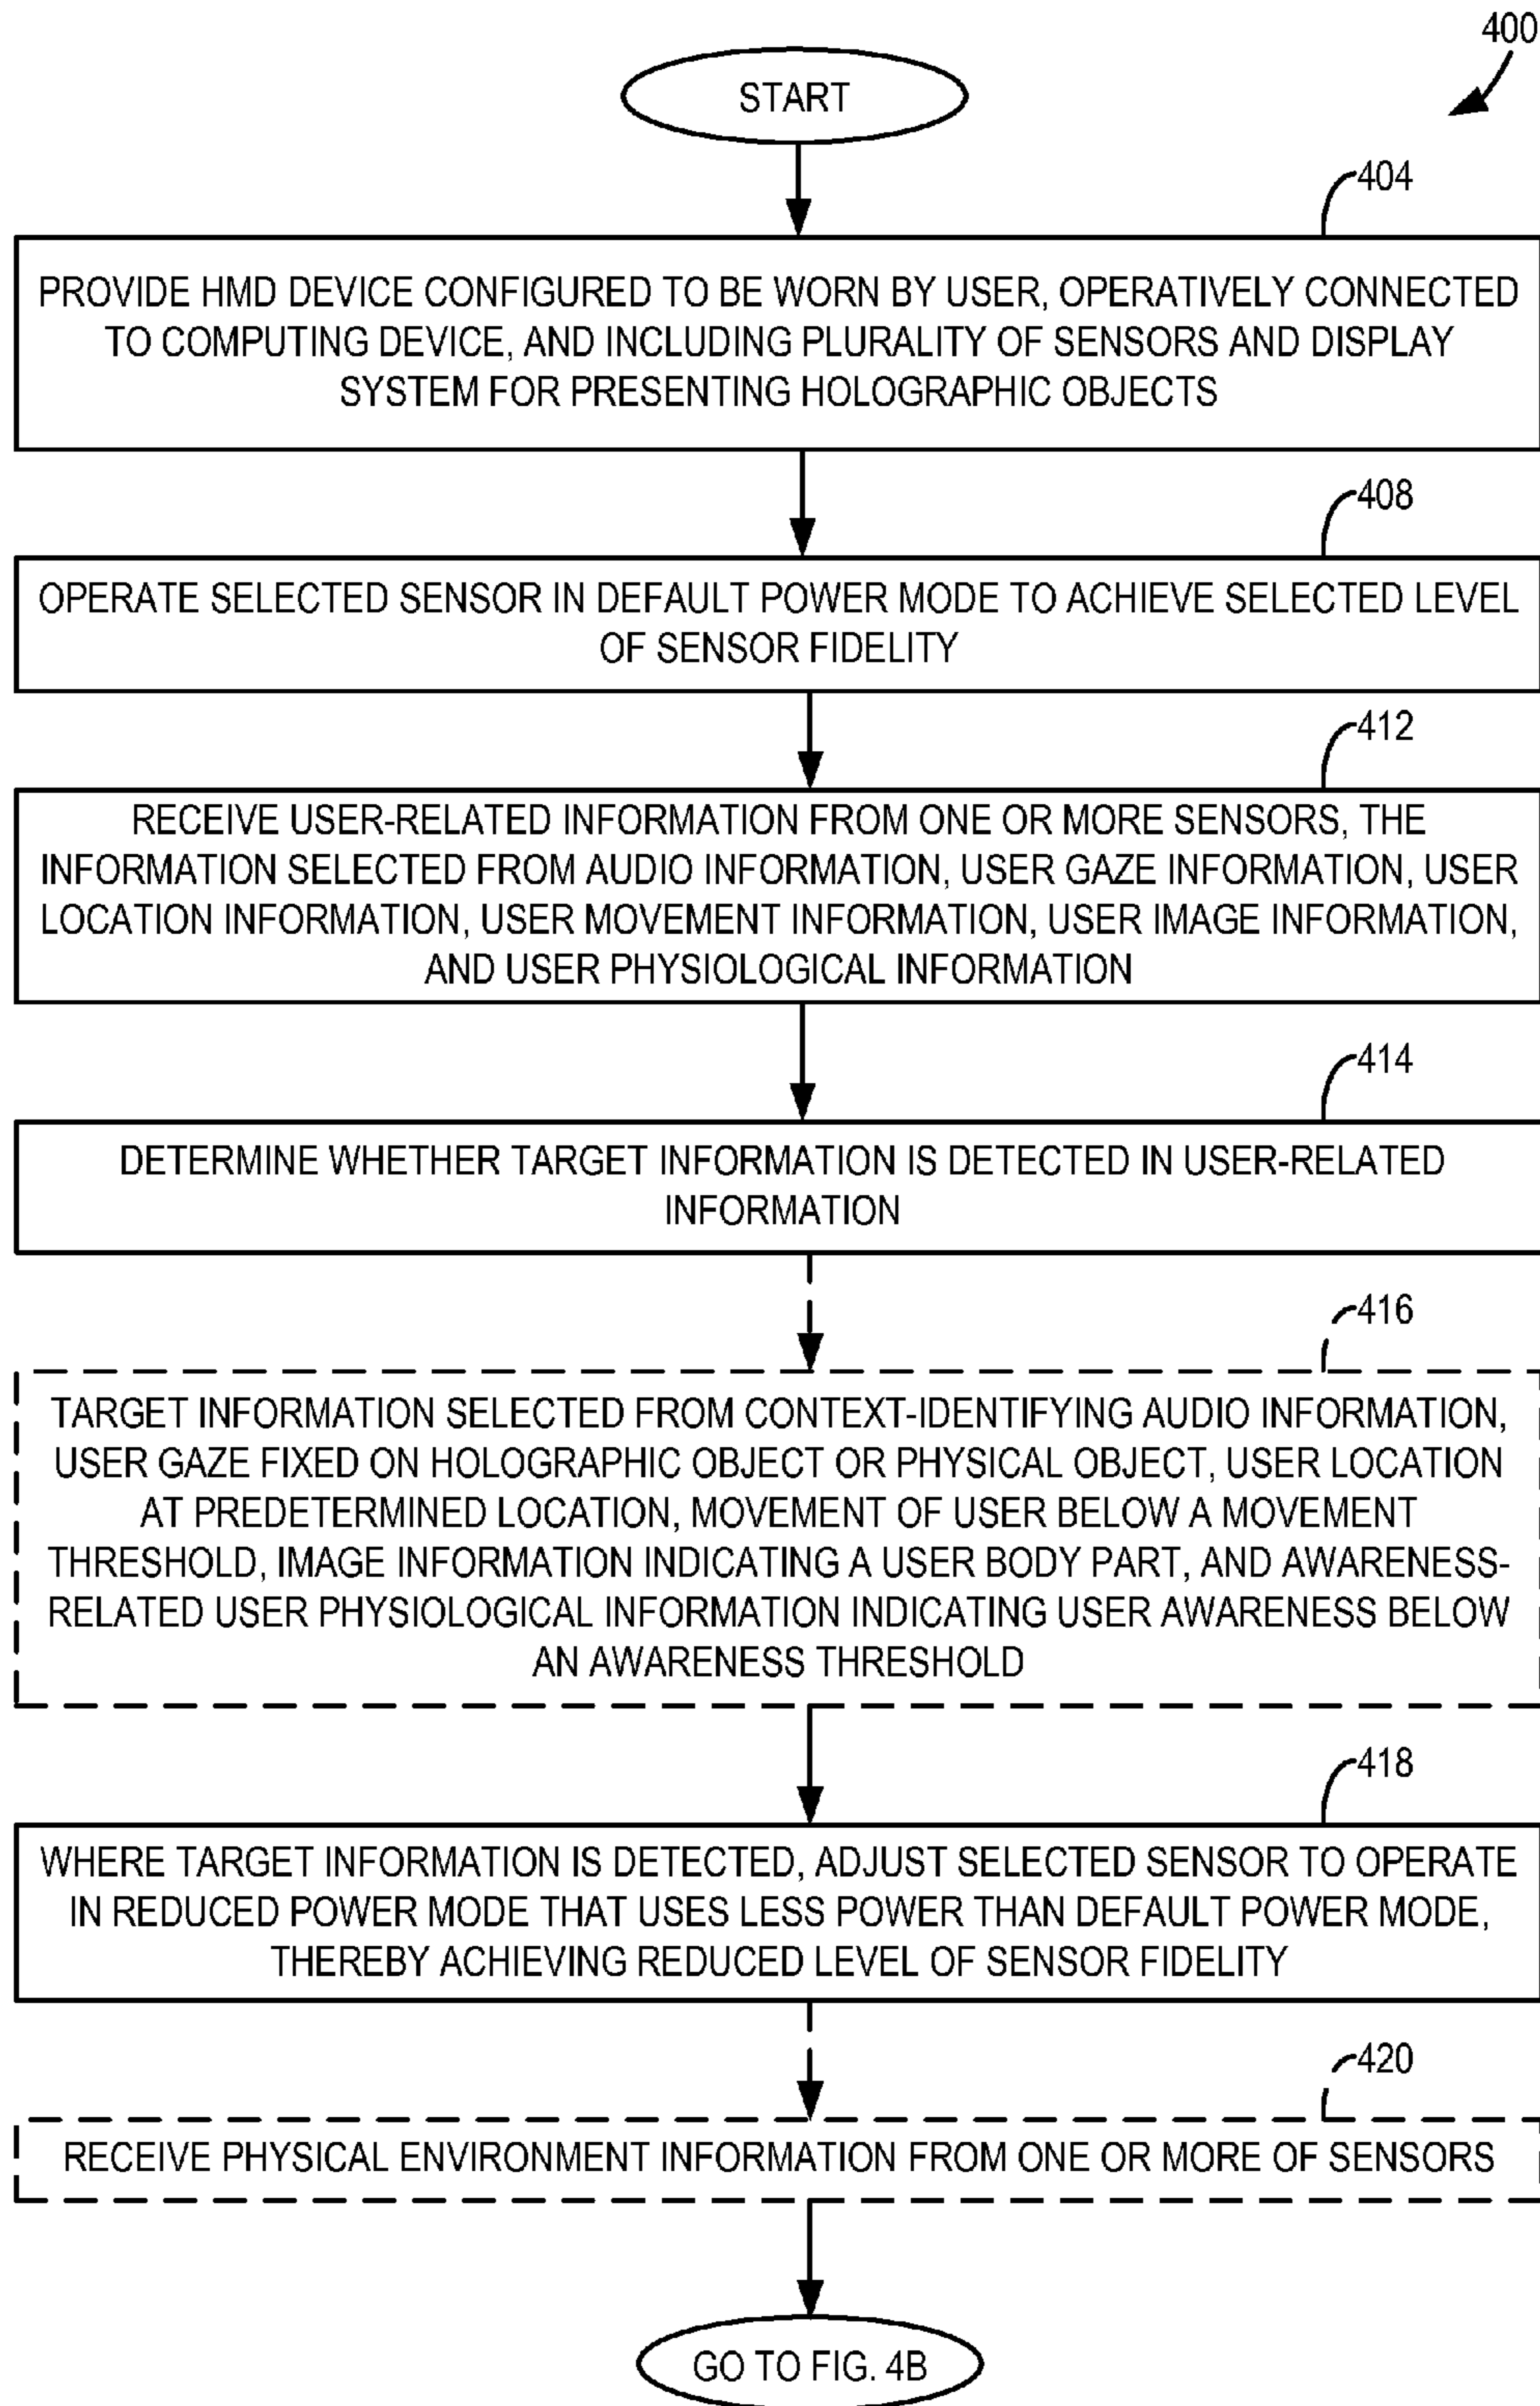 400
START
404
PROVIDE HMD DEVICE CONFIGURED TO BE WORN BY USER, OPERATIVELY CONNECTED
TO COMPUTING DEVICE, AND INCLUDING PLURALITY OF SENSORS AND DISPLAY
SYSTEM FOR PRESENTING HOLOGRAPHIC OBJECTS
408
OPERATE SELECTED SENSOR IN DEFAULT POWER MODE TO ACHIEVE SELECTED LEVEL
OF SENSOR FIDELITY
412
RECEIVE USER-RELATED INFORMATION FROM ONE OR MORE SENSORS, THE
INFORMATION SELECTED FROM AUDIO INFORMATION, USER GAZE INFORMATION, USER
LOCATION INFORMATION, USER MOVEMENT INFORMATION, USER IMAGE INFORMATION,
AND USER PHYSIOLOGICAL INFORMATION
414
DETERMINE WHETHER TARGET INFORMATION IS DETECTED IN USER-RELATED
INFORMATION
416
TARGET INFORMATION SELECTED FROM CONTEXT-IDENTIFYING AUDIO INFORMATION,
USER GAZE FIXED ON HOLOGRAPHIC OBJECT OR PHYSICAL OBJECT, USER LOCATION
AT PREDETERMINED LOCATION, MOVEMENT OF USER BELOW A MOVEMENT
THRESHOLD, IMAGE INFORMATION INDICATING A USER BODY PART, AND AWARENESS-
RELATED USER PHYSIOLOGICAL INFORMATION INDICATING USER AWARENESS BELOW
AN AWARENESS THRESHOLD
418
WHERE TARGET INFORMATION IS DETECTED, ADJUST SELECTED SENSOR TO OPERATE
IN REDUCED POWER MODE THAT USES LESS POWER THAN DEFAULT POWER MODE,
THEREBY ACHIEVING REDUCED LEVEL OF SENSOR FIDELITY
420
RECEIVE PHYSICAL ENVIRONMENT INFORMATION FROM ONE OR MORE OF SENSORS
GO TO FIG. 4B